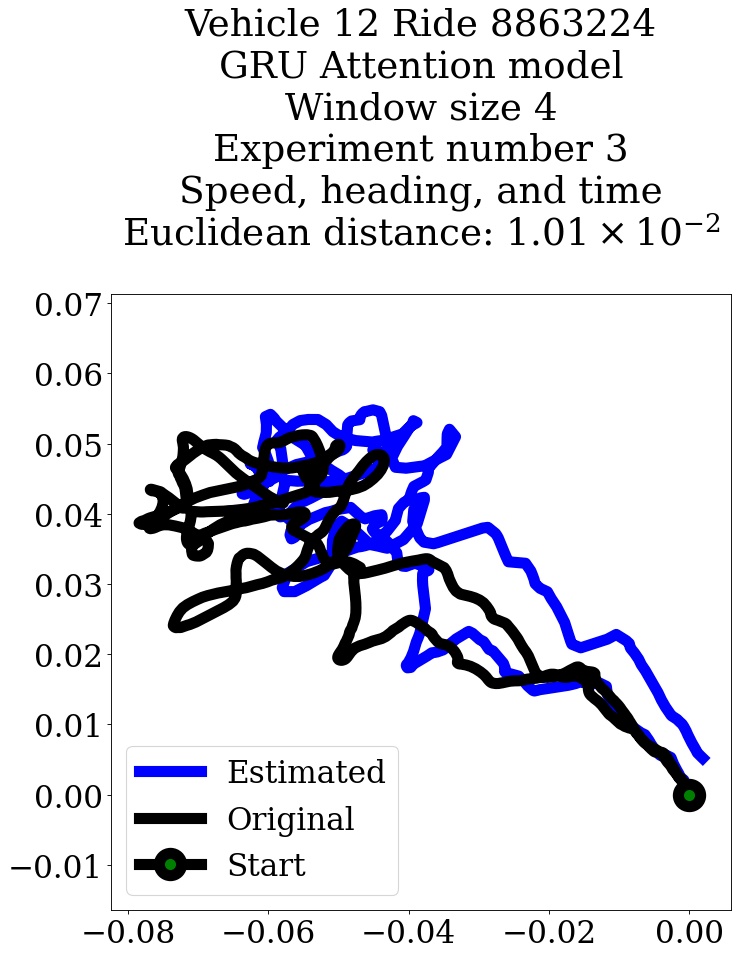 Vehicle 12 Ride 8863224
GRU Attention model
Window size 4
Experiment number 3
Speed, heading, and time
Euclidean distance: 1.01 × 10⁻²
0.07
0.06
0.05
0.04
0.03
0.02
0.01
0.00
−0.01
Estimated
Original
Start
−0.08
−0.06
−0.04
−0.02
0.00